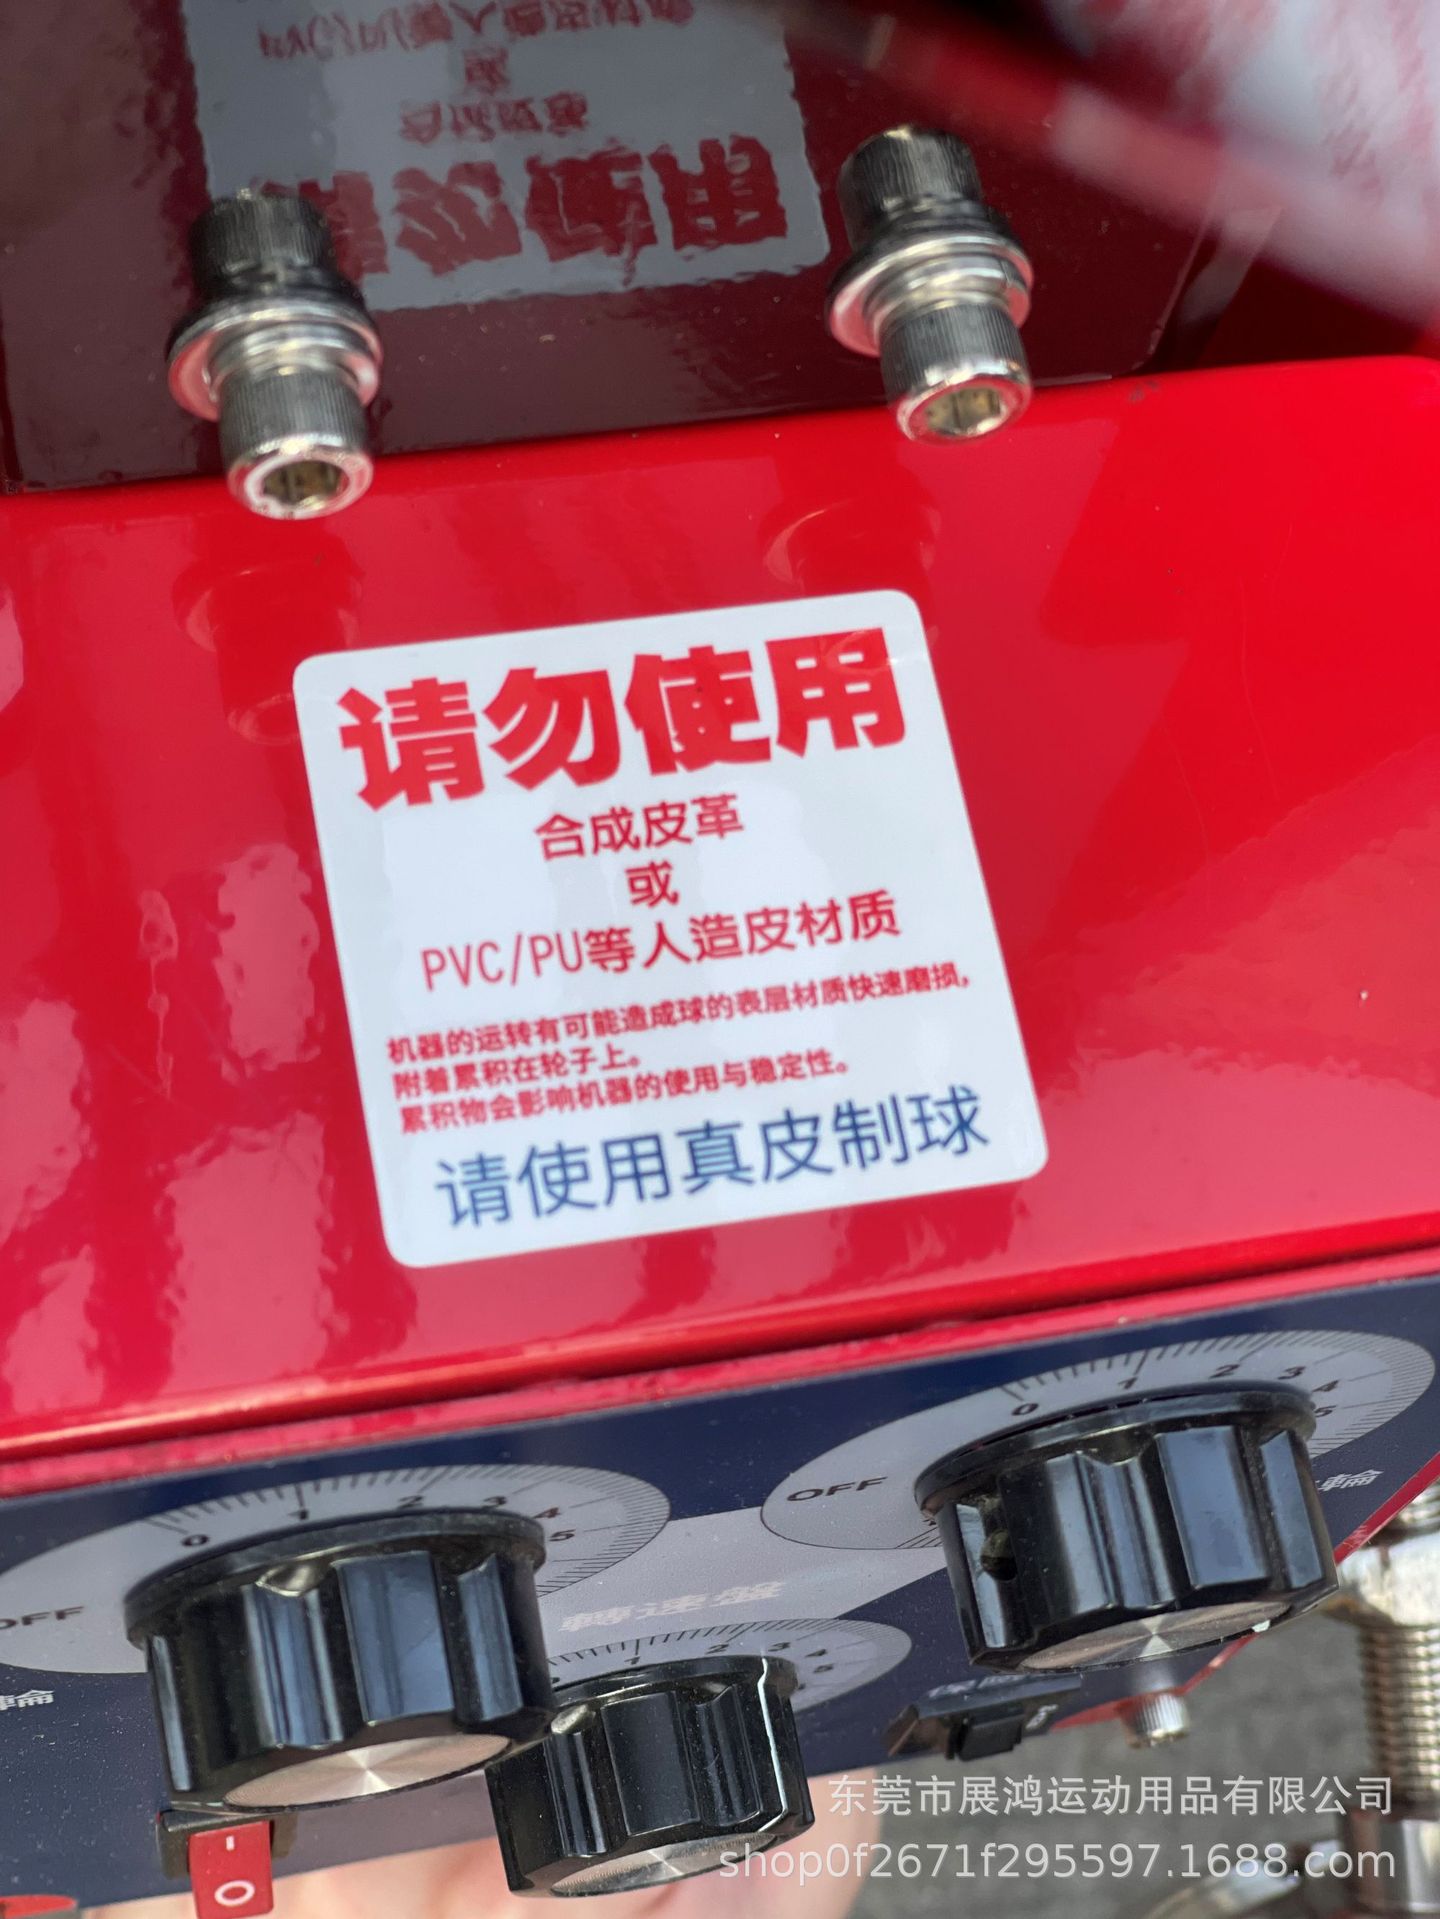 请勿使用
合成皮革
或
PVC/PU等人造皮材质
机器的运转有可能造成球的表层材质快速磨损，
附着累积在轮子上。
累积物会影响机器的使用与稳定性。
请使用真皮制球
0 1 2 3 4 5
OFF
輪
0 1 2 3 4 5
OFF
輪
轉速盤
1 2 3 4 5
东莞市展鸿运动用品有限公司
shop0f2671f295597.1688.com